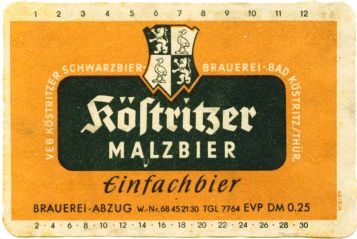 1 2 3 4 5 6 7 8 9 10 11 12
VEB KÖSTRITZER SCHWARZBIER-BRAUEREI·BAD KÖSTRITZ/THÜR.
Köstritzer
MALZBIER
Einfachbier
BRAUEREI-ABZUG W.-Nr. 68 45 21 30 TGL 7764 EVP DM 0.25
2·4·6·8·10·12·14·16·18·20·22·24·26·28·30